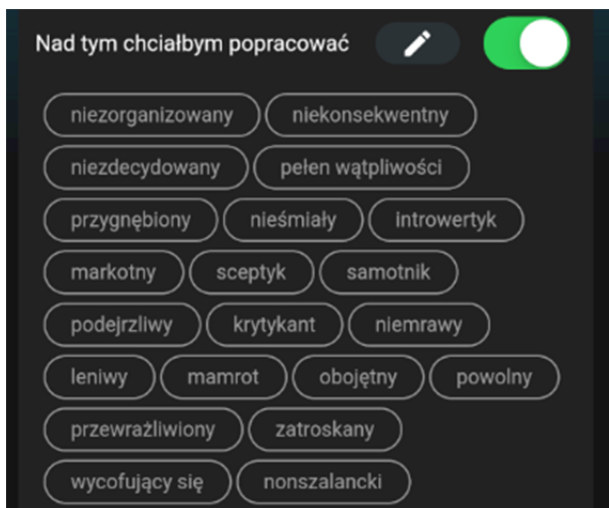 Nad tym chciałbym popracować
niezorganizowany niekonsekwentny
niezdecydowany pełen wątpliwości
przygnębiony nieśmiały introwertyk
markotny sceptyk samotnik
podejrzliwy krytykant niemrawy
leniwy mamrot obojętny powolny
przewrażliwiony zatroskany
wycofujący się nonszalancki